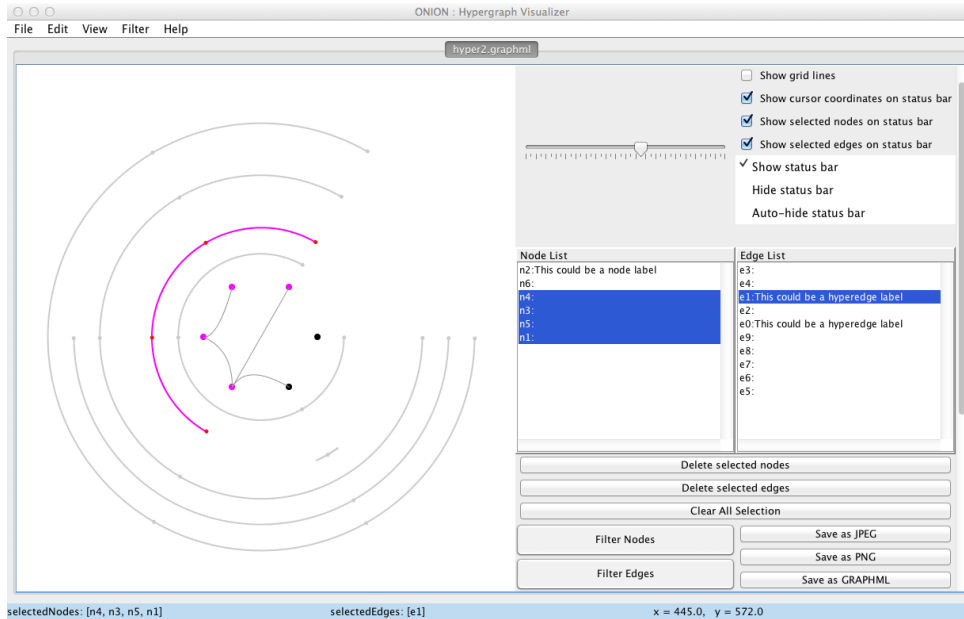 ONION : Hypergraph Visualizer
File Edit View Filter Help
hyper2.graphml
Show grid lines
Show cursor coordinates on status bar
Show selected nodes on status bar
Show selected edges on status bar
Show status bar
Hide status bar
Auto-hide status bar
Node List
n2:This could be a node label
n6:
n4:
n3:
n5:
n1:
Edge List
e3:
e4:
e1:This could be a hyperedge label
e2:
e0:This could be a hyperedge label
e9:
e8:
e7:
e6:
e5:
Delete selected nodes
Delete selected edges
Clear All Selection
Filter Nodes
Filter Edges
Save as JPEG
Save as PNG
Save as GRAPHML
selectedNodes: [n4, n3, n5, n1] selectedEdges: [e1] x = 445.0, y = 572.0